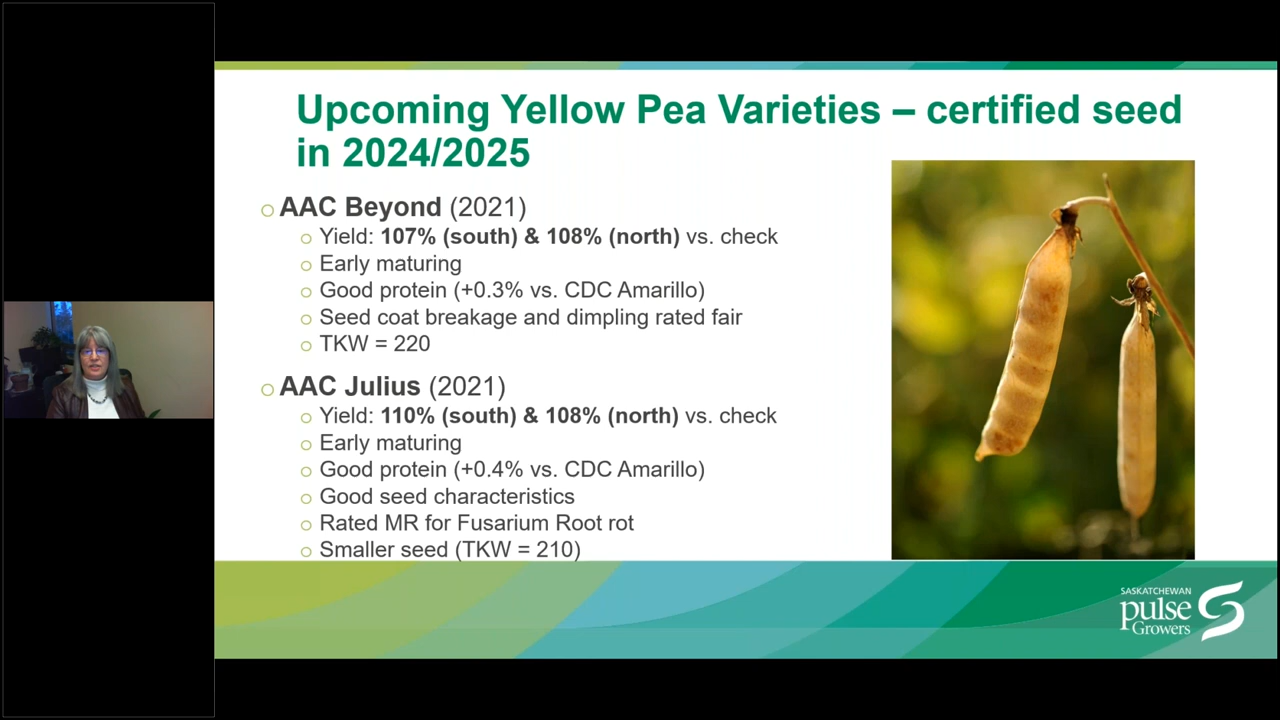 Upcoming Yellow Pea Varieties – certified seed
in 2024/2025
AAC Beyond (2021)
Yield: 107% (south) & 108% (north) vs. check
Early maturing
Good protein (+0.3% vs. CDC Amarillo)
Seed coat breakage and dimpling rated fair
TKW = 220
AAC Julius (2021)
Yield: 110% (south) & 108% (north) vs. check
Early maturing
Good protein (+0.4% vs. CDC Amarillo)
Good seed characteristics
Rated MR for Fusarium Root rot
Smaller seed (TKW = 210)
SASKATCHEWAN
pulse
Growers